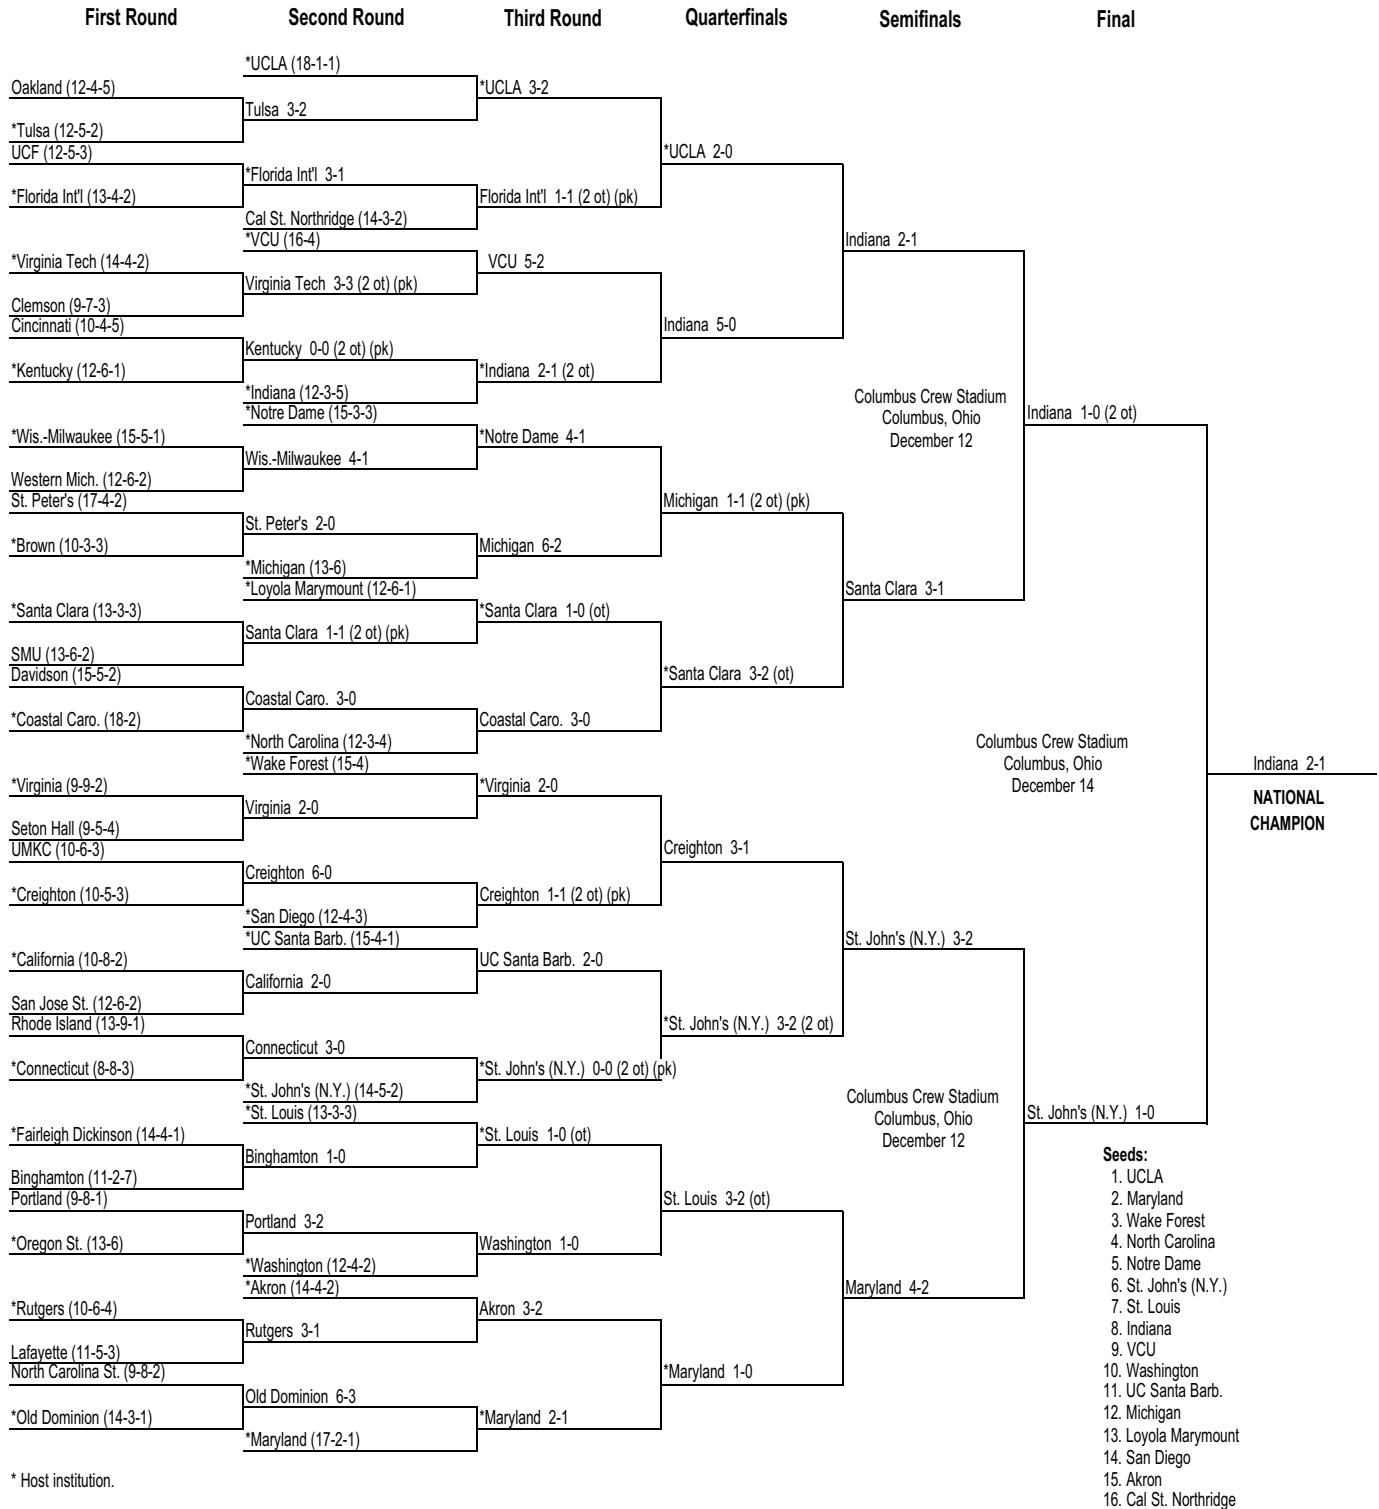 First Round
Second Round
Third Round
Quarterfinals
Semifinals
Final
*UCLA (18-1-1)
Oakland (12-4-5)
*UCLA 3-2
Tulsa 3-2
*Tulsa (12-5-2)
UCF (12-5-3)
*UCLA 2-0
*Florida Int'l 3-1
*Florida Int'l (13-4-2)
Florida Int'l 1-1 (2 ot) (pk)
Cal St. Northridge (14-3-2)
*VCU (16-4)
Indiana 2-1
*Virginia Tech (14-4-2)
VCU 5-2
Virginia Tech 3-3 (2 ot) (pk)
Clemson (9-7-3)
Cincinnati (10-4-5)
Indiana 5-0
Kentucky 0-0 (2 ot) (pk)
*Kentucky (12-6-1)
*Indiana 2-1 (2 ot)
*Indiana (12-3-5)
Columbus Crew Stadium
Columbus, Ohio
December 12
*Notre Dame (15-3-3)
Indiana 1-0 (2 ot)
*Wis.-Milwaukee (15-5-1)
*Notre Dame 4-1
Wis.-Milwaukee 4-1
Western Mich. (12-6-2)
St. Peter's (17-4-2)
Michigan 1-1 (2 ot) (pk)
St. Peter's 2-0
*Brown (10-3-3)
Michigan 6-2
*Michigan (13-6)
*Loyola Marymount (12-6-1)
Santa Clara 3-1
*Santa Clara (13-3-3)
*Santa Clara 1-0 (ot)
Santa Clara 1-1 (2 ot) (pk)
SMU (13-6-2)
Davidson (15-5-2)
*Santa Clara 3-2 (ot)
Coastal Caro. 3-0
*Coastal Caro. (18-2)
Coastal Caro. 3-0
*North Carolina (12-3-4)
Columbus Crew Stadium
Columbus, Ohio
December 14
*Wake Forest (15-4)
Indiana 2-1
*Virginia (9-9-2)
*Virginia 2-0
NATIONAL
CHAMPION
Virginia 2-0
Seton Hall (9-5-4)
UMKC (10-6-3)
Creighton 3-1
Creighton 6-0
*Creighton (10-5-3)
Creighton 1-1 (2 ot) (pk)
*San Diego (12-4-3)
*UC Santa Barb. (15-4-1)
St. John's (N.Y.) 3-2
*California (10-8-2)
UC Santa Barb. 2-0
California 2-0
San Jose St. (12-6-2)
Rhode Island (13-9-1)
*St. John's (N.Y.) 3-2 (2 ot)
Connecticut 3-0
*Connecticut (8-8-3)
*St. John's (N.Y.) 0-0 (2 ot) (pk)
*St. John's (N.Y.) (14-5-2)
Columbus Crew Stadium
Columbus, Ohio
December 12
*St. Louis (13-3-3)
St. John's (N.Y.) 1-0
*Fairleigh Dickinson (14-4-1)
*St. Louis 1-0 (ot)
Binghamton 1-0
Binghamton (11-2-7)
Portland (9-8-1)
St. Louis 3-2 (ot)
Portland 3-2
*Oregon St. (13-6)
Washington 1-0
*Washington (12-4-2)
*Akron (14-4-2)
Maryland 4-2
*Rutgers (10-6-4)
Akron 3-2
Rutgers 3-1
Lafayette (11-5-3)
North Carolina St. (9-8-2)
*Maryland 1-0
Old Dominion 6-3
*Old Dominion (14-3-1)
*Maryland 2-1
*Maryland (17-2-1)
Seeds:
1. UCLA
2. Maryland
3. Wake Forest
4. North Carolina
5. Notre Dame
6. St. John's (N.Y.)
7. St. Louis
8. Indiana
9. VCU
10. Washington
11. UC Santa Barb.
12. Michigan
13. Loyola Marymount
14. San Diego
15. Akron
16. Cal St. Northridge
* Host institution.